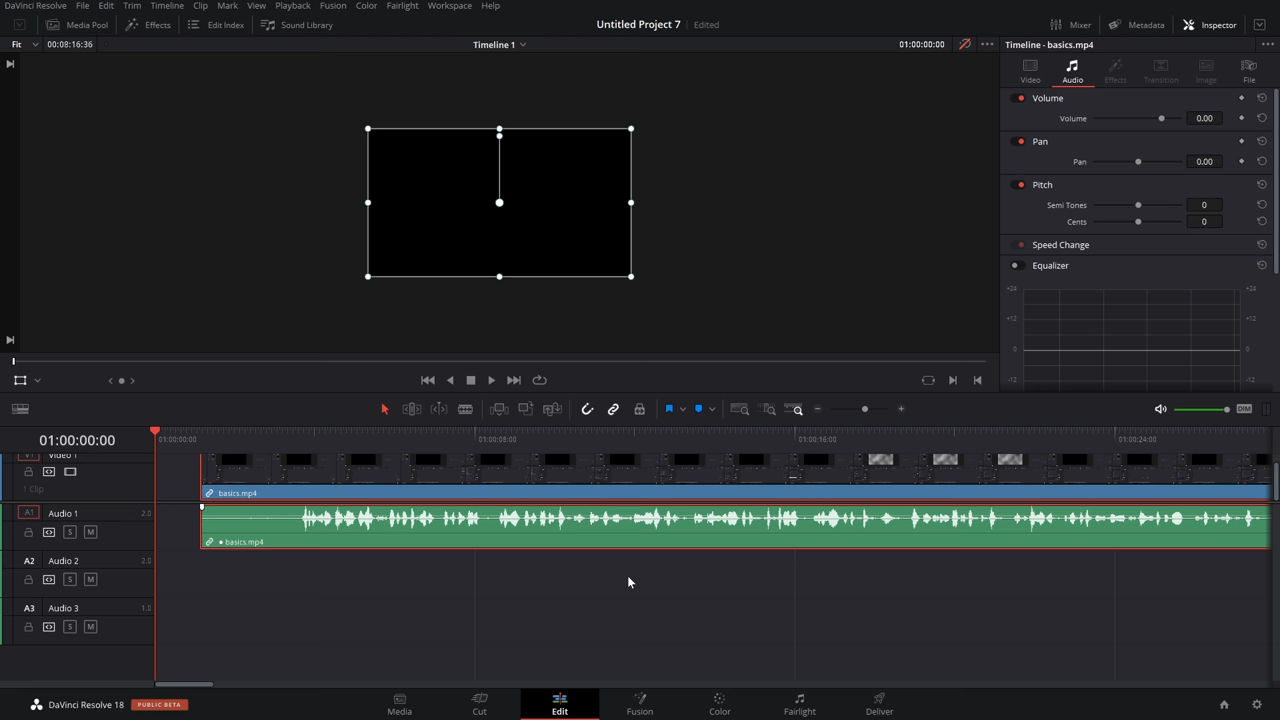 DaVinci Resolve File Edit Trim Timeline Clip Mark View Playback Fusion Color Fairlight Workspace Help
Media Pool Effects Edit Index Sound Library Untitled Project 7 Edited Mixer Metadata Inspector
Fit 00:08:16:36 Timeline 1 01:00:00:00 Timeline - basics.mp4
Video Audio Effects Transition Image File
Volume
Volume 0.00
Pan
Pan 0.00
Pitch
Semi Tones 0
Cents 0
Speed Change
Equalizer
+24 +24
+12 +12
0 0
-12 -12
DIM
01:00:00:00 01:00:00:00 01:00:08:00 01:00:16:00 01:00:24:00
V1 Video 1
1 Clip
basics.mp4
A1 Audio 1 2.0
S M
basics.mp4
A2 Audio 2 2.0
S M
A3 Audio 3 1.0
S M
DaVinci Resolve 18 PUBLIC BETA Media Cut Edit Fusion Color Fairlight Deliver